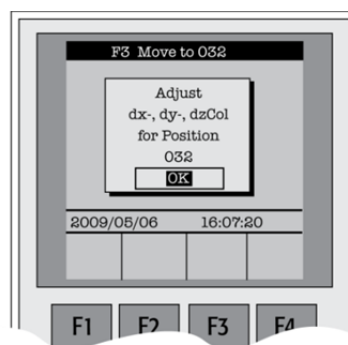 F3 Move to 032
Adjust
dx-, dy-, dzCol
for Position
032
OK
2009/05/06 16:07:20
F1 F2 F3 F4